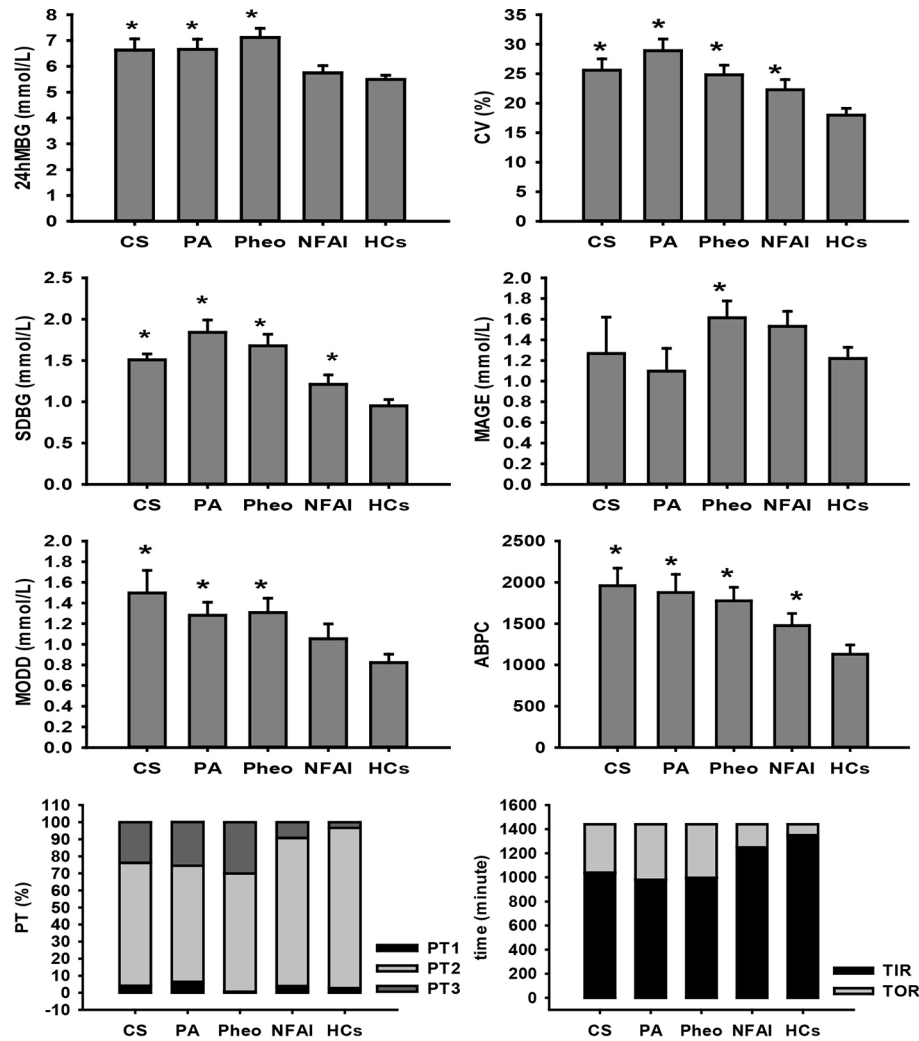 24hMBG (mmol/L)
8
7
6
5
4
3
2
1
0
* * *
CS PA Pheo NFAI HCs
CV (%)
35
30
25
20
15
10
5
0
* * * *
CS PA Pheo NFAI HCs
SDBG (mmol/L)
2.5
2.0
1.5
1.0
0.5
0.0
* * * *
CS PA Pheo NFAI HCs
MAGE (mmol/L)
2.0
1.8
1.6
1.4
1.2
1.0
0.8
0.6
0.4
0.2
0.0
*
CS PA Pheo NFAI HCs
MODD (mmol/L)
2.0
1.8
1.6
1.4
1.2
1.0
0.8
0.6
0.4
0.2
0.0
* * *
CS PA Pheo NFAI HCs
ABPC
2500
2000
1500
1000
500
0
* * * *
CS PA Pheo NFAI HCs
PT (%)
110
100
90
80
70
60
50
40
30
20
10
0
-10
PT1
PT2
PT3
CS PA Pheo NFAI HCs
time (minute)
1600
1400
1200
1000
800
600
400
200
0
TIR
TOR
CS PA Pheo NFAI HCs